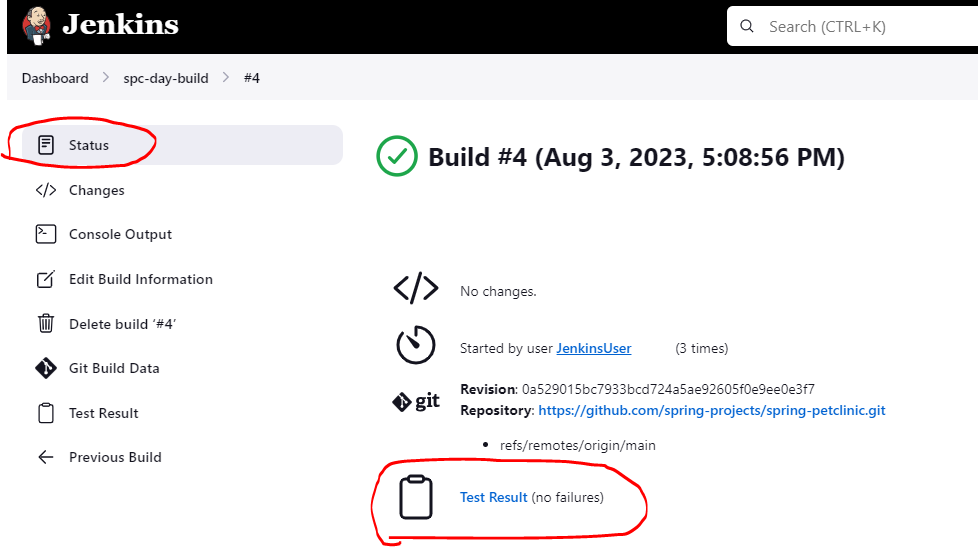 Jenkins
Search (CTRL+K)
Dashboard > spc-day-build > #4
Status
Changes
Console Output
Edit Build Information
Delete build ‘#4’
Git Build Data
Test Result
Previous Build
Build #4 (Aug 3, 2023, 5:08:56 PM)
No changes.
Started by user JenkinsUser (3 times)
git
Revision: 0a529015bc7933bcd724a5ae92605f0e9ee0e3f7
Repository: https://github.com/spring-projects/spring-petclinic.git
• refs/remotes/origin/main
Test Result (no failures)